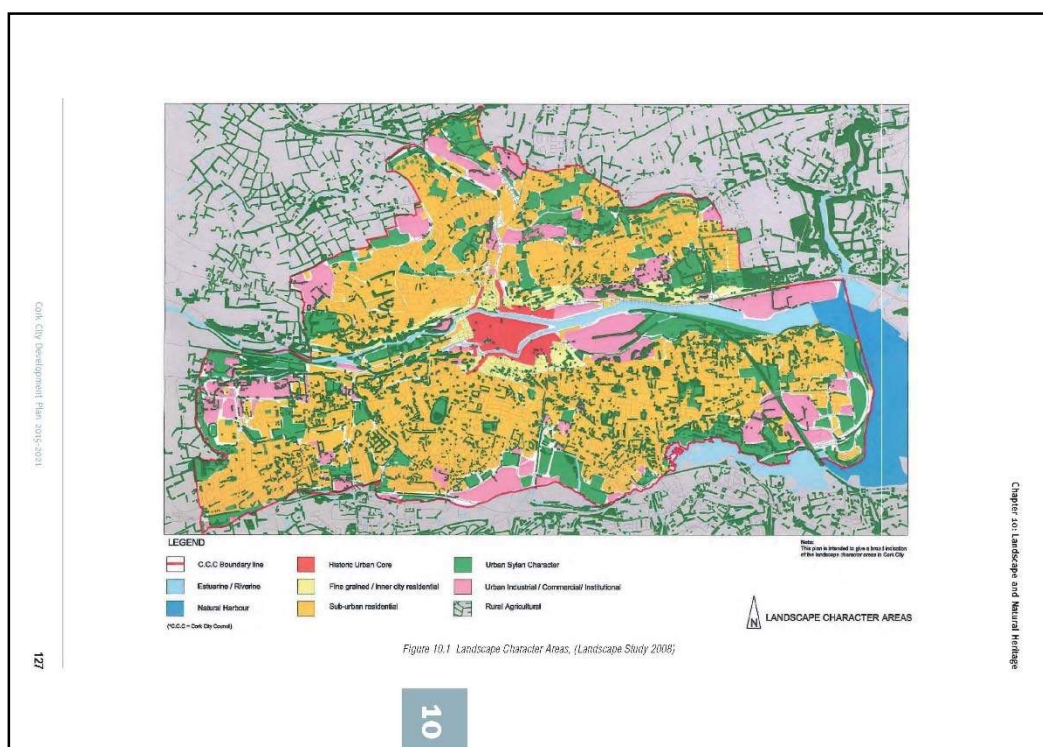 LEGEND
C.C.C Boundary line
Estuarine / Riverine
Natural Harbour
(*C.C.C = Cork City Council)
Historic Urban Core
Fine grained / Inner city residential
Sub-urban residential
Urban Sylan Character
Urban Industrial / Commercial/ Institutional
Rural Agricultural
Note:
This plan is intended to give a broad indication
of the landscape character areas in Cork City
N
LANDSCAPE CHARACTER AREAS
Figure 10.1 Landscape Character Areas, (Landscape Study 2008)
Cork City Development Plan 2015-2021
127
Chapter 10: Landscape and Natural Heritage
10